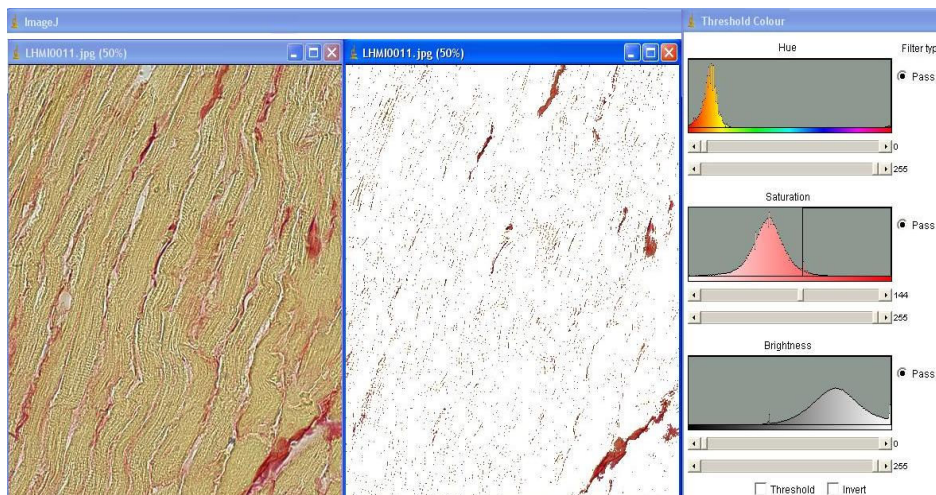 ImageJ
Threshold Colour
LHMI0011.jpg (50%)
LHMI0011.jpg (50%)
Hue
Filter typ
Pass
0
255
Saturation
Pass
144
255
Brightness
Pass
0
255
Threshold
Invert